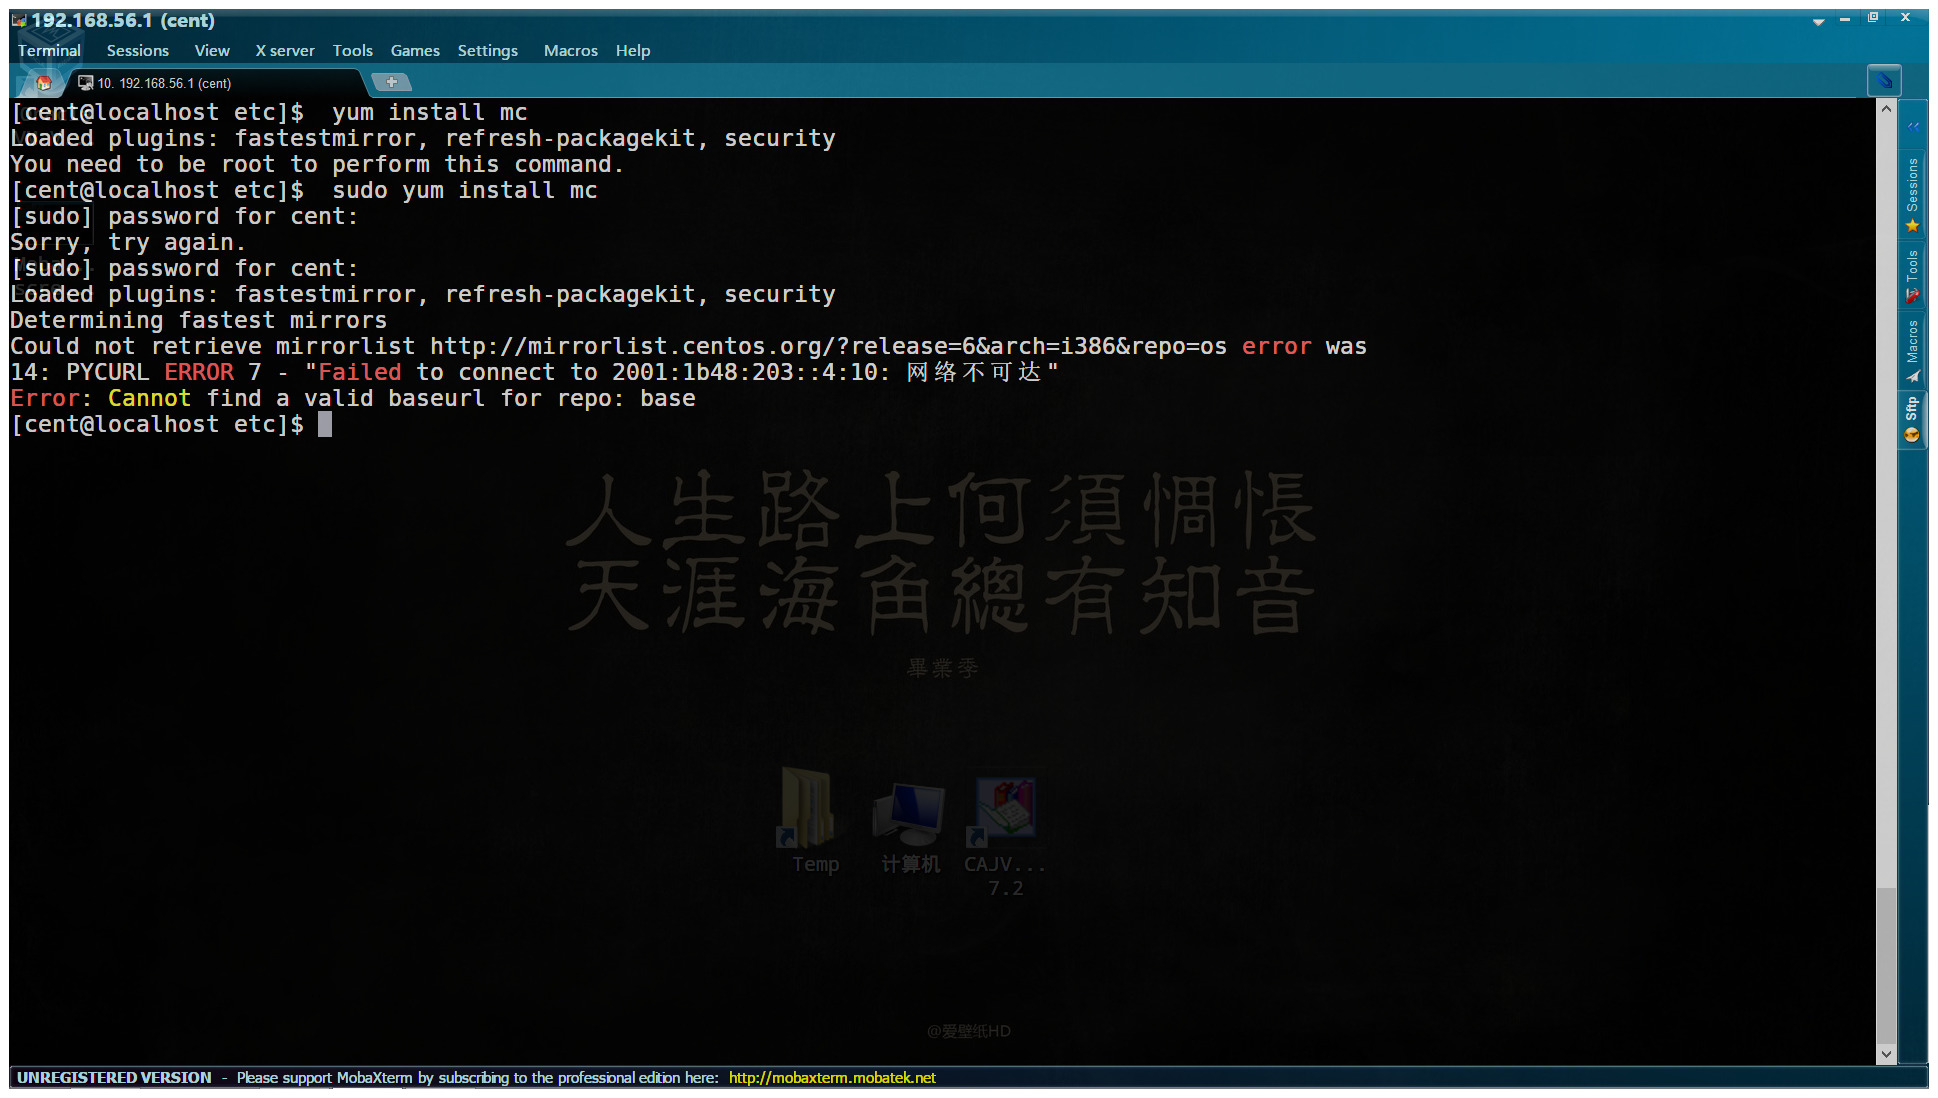 192.168.56.1 (cent)
Terminal Sessions View X server Tools Games Settings Macros Help
10. 192.168.56.1 (cent)
[cent@localhost etc]$  yum install mc
Loaded plugins: fastestmirror, refresh-packagekit, security
You need to be root to perform this command.
[cent@localhost etc]$  sudo yum install mc
[sudo] password for cent:
Sorry, try again.
[sudo] password for cent:
Loaded plugins: fastestmirror, refresh-packagekit, security
Determining fastest mirrors
Could not retrieve mirrorlist http://mirrorlist.centos.org/?release=6&arch=i386&repo=os error was
14: PYCURL ERROR 7 - "Failed to connect to 2001:1b48:203::4:10: 网络不可达"
Error: Cannot find a valid baseurl for repo: base
[cent@localhost etc]$
人生路上何須惆悵
天涯海角總有知音
畢業季
Temp 计算机 CAJV...
7.2
@爱壁纸HD
Sessions
Tools
Macros
Sftp
UNREGISTERED VERSION - Please support MobaXterm by subscribing to the professional edition here: http://mobaxterm.mobatek.net